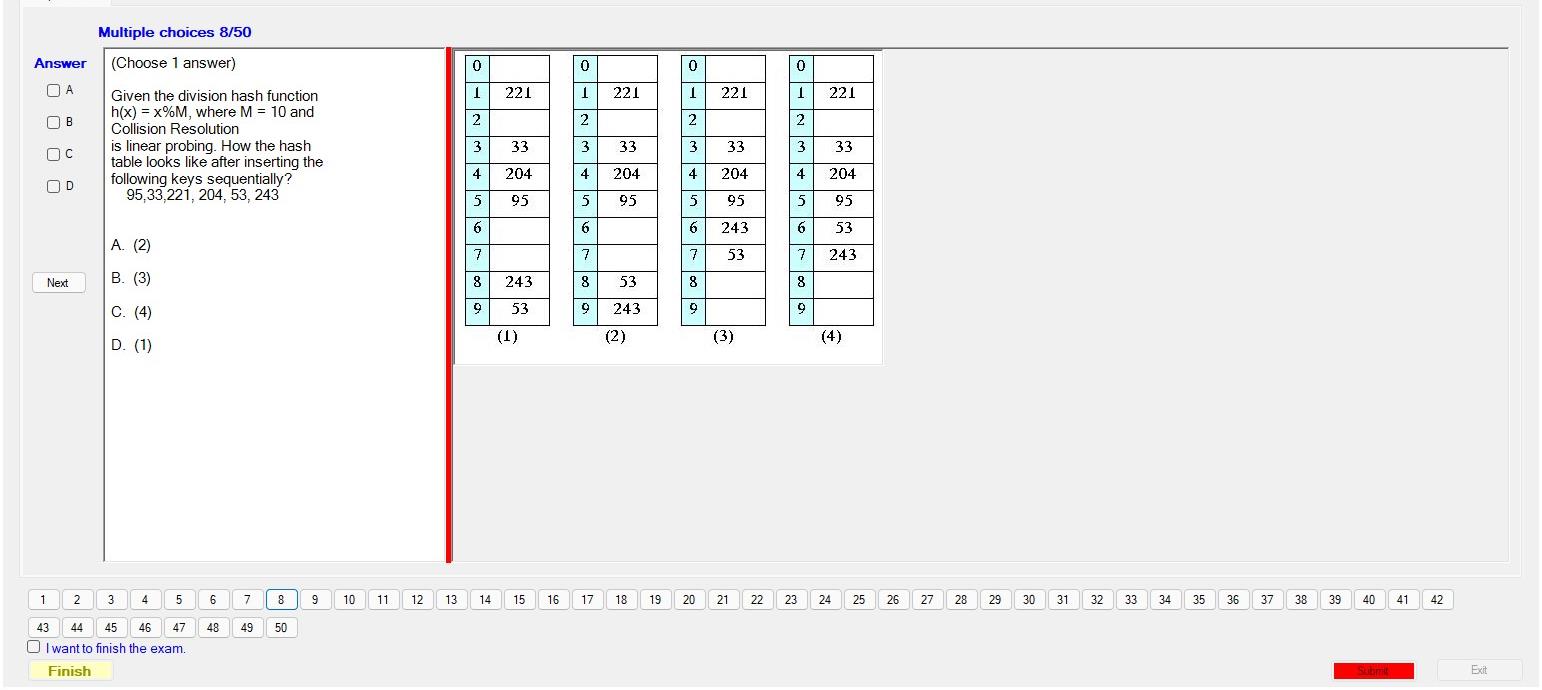 Multiple choices 8/50
Answer
A
B
C
D
Next
(Choose 1 answer)
Given the division hash function
h(x) = x%M, where M = 10 and
Collision Resolution
is linear probing. How the hash
table looks like after inserting the
following keys sequentially?
95,33,221, 204, 53, 243
A. (2)
B. (3)
C. (4)
D. (1)
0 0 0 0
1 221 1 221 1 221 1 221
2 2 2 2
3 33 3 33 3 33 3 33
4 204 4 204 4 204 4 204
5 95 5 95 5 95 5 95
6 6 6 243 6 53
7 7 7 53 7 243
8 243 8 53 8 8
9 53 9 243 9 9
(1) (2) (3) (4)
1 2 3 4 5 6 7 8 9 10 11 12 13 14 15 16 17 18 19 20 21 22 23 24 25 26 27 28 29 30 31 32 33 34 35 36 37 38 39 40 41 42
43 44 45 46 47 48 49 50
I want to finish the exam.
Finish Submit Exit